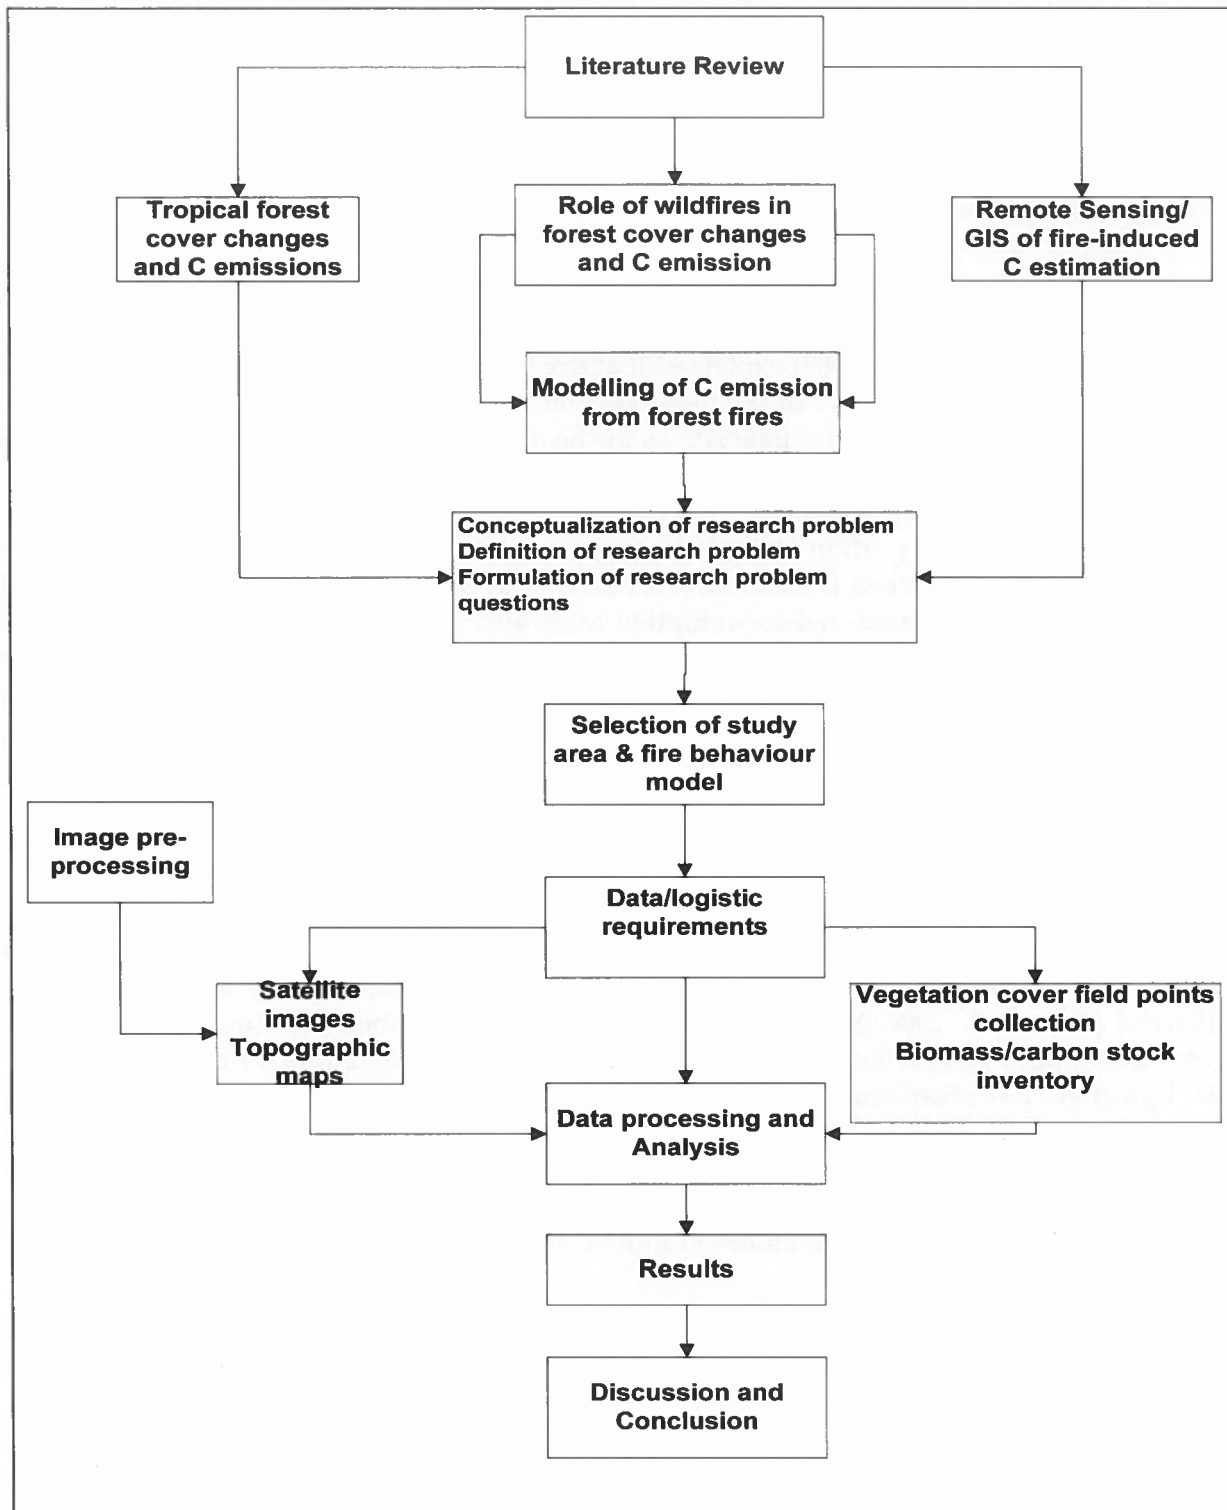 Literature Review
Tropical forest
cover changes
and C emissions
Role of wildfires in
forest cover changes
and C emission
Remote Sensing/
GIS of fire-induced
C estimation
Modelling of C emission
from forest fires
Conceptualization of research problem
Definition of research problem
Formulation of research problem
questions
Selection of study
area & fire behaviour
model
Image pre-
processing
Data/logistic
requirements
Satellite
images
Topographic
maps
Vegetation cover field points
collection
Biomass/carbon stock
inventory
Data processing and
Analysis
Results
Discussion and
Conclusion